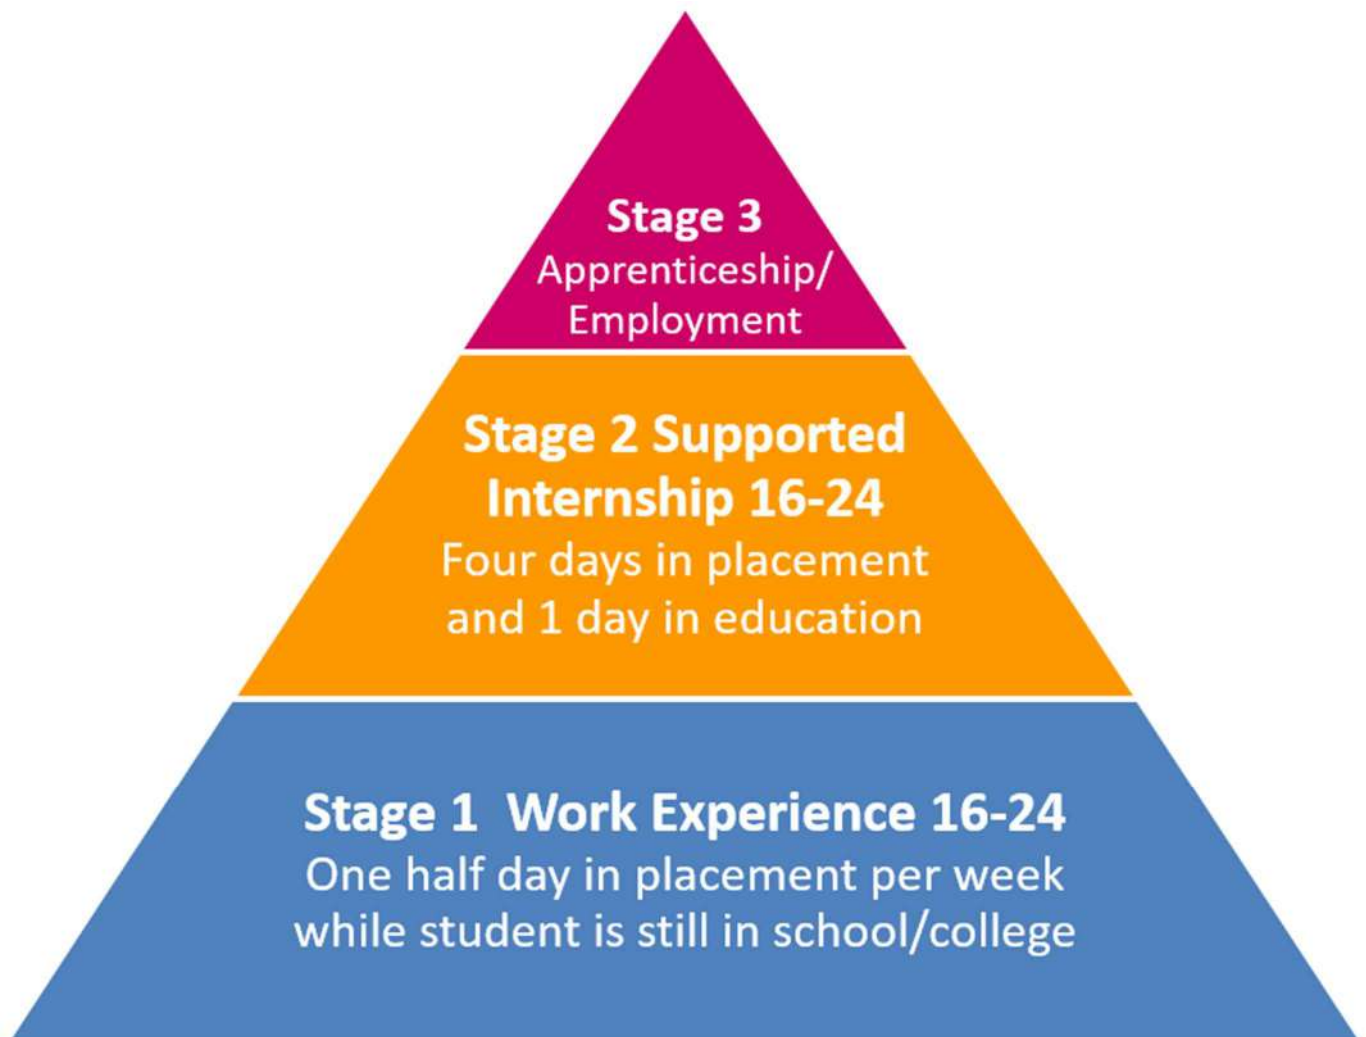 Stage 3
Apprenticeship/
Employment
Stage 2 Supported
Internship 16-24
Four days in placement
and 1 day in education
Stage 1  Work Experience 16-24
One half day in placement per week
while student is still in school/college